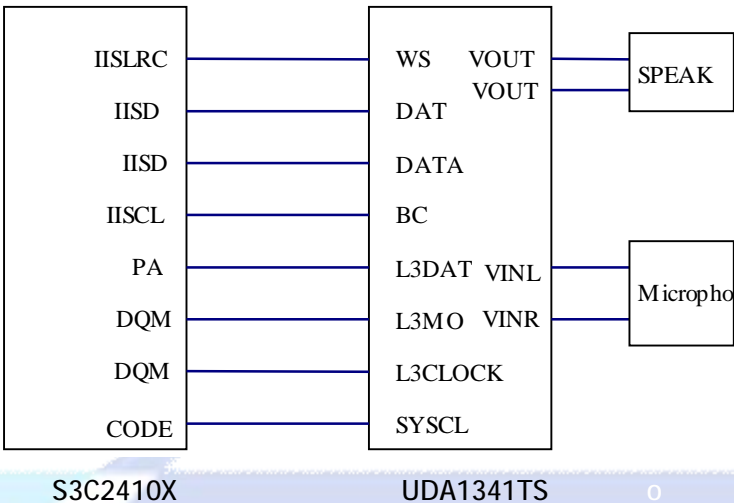 IISLRC WS VOUT
SPEAK
VOUT
IISD DAT
IISD DATA
IISCL BC
PA L3DAT VINL
Micropho
DQM L3MO VINR
DQM L3CLOCK
CODE SYSCL
S3C2410X UDA1341TS o